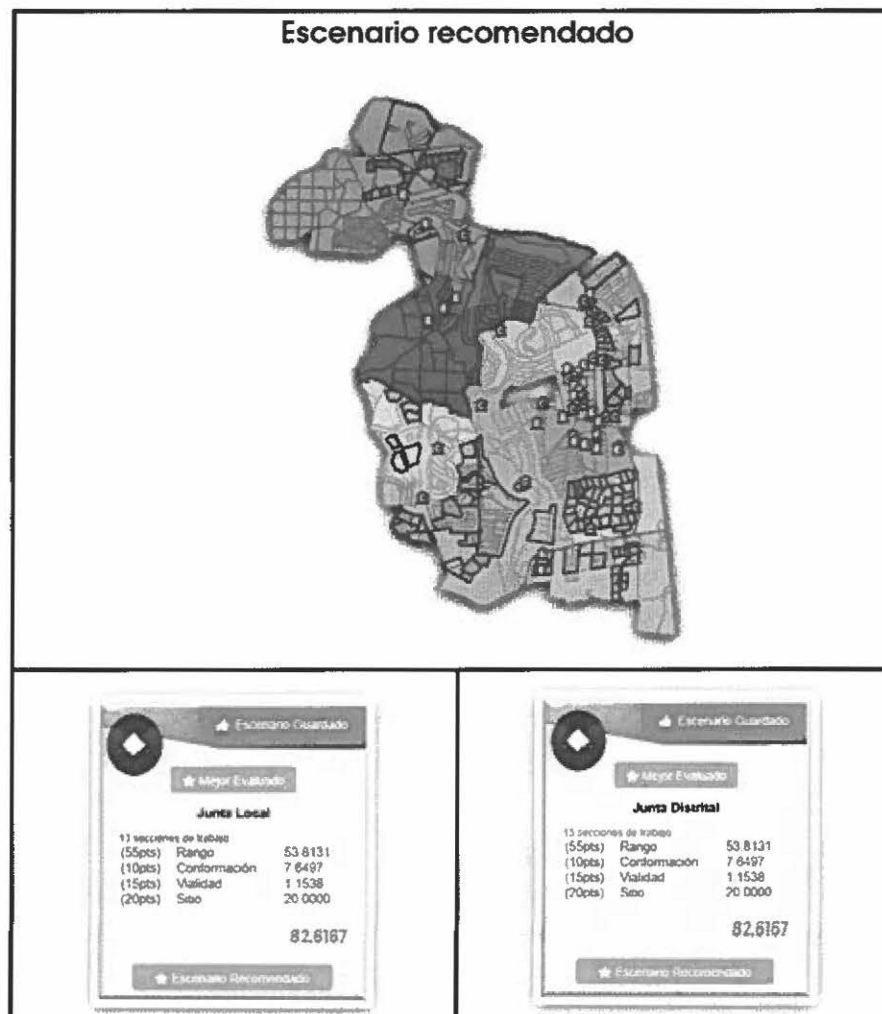 Escenario recomendado
Escenario Guardado
Mejor Evaluado
Junta Local
13 secciones de trabajo
(55pts) Rango 53.8131
(10pts) Conformación 7.6497
(15pts) Vialidad 1.1538
(20pts) Sitio 20.0000
82.6167
Escenario Recomendado
Escenario Guardado
Mejor Evaluado
Junta Distrital
13 secciones de trabajo
(55pts) Rango 53.8131
(10pts) Conformación 7.6497
(15pts) Vialidad 1.1538
(20pts) Sitio 20.0000
82.6167
Escenario Recomendado